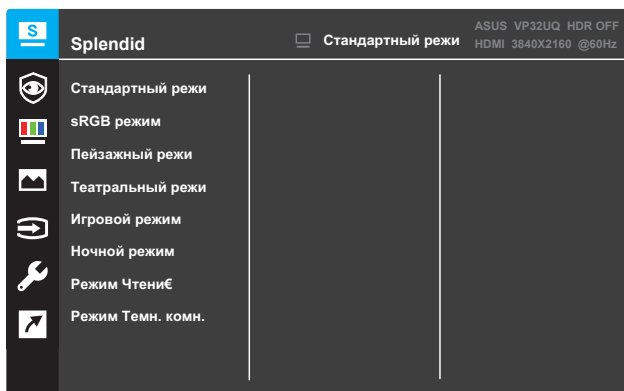 S
Splendid
Стандартный режи
ASUS VP32UQ HDR OFF
HDMI 3840X2160 @60Hz
Стандартный режи
sRGB режим
Пейзажный режи
Театральный режи
Игровой режим
Ночной режим
Режим Чтени€
Режим Темн. комн.